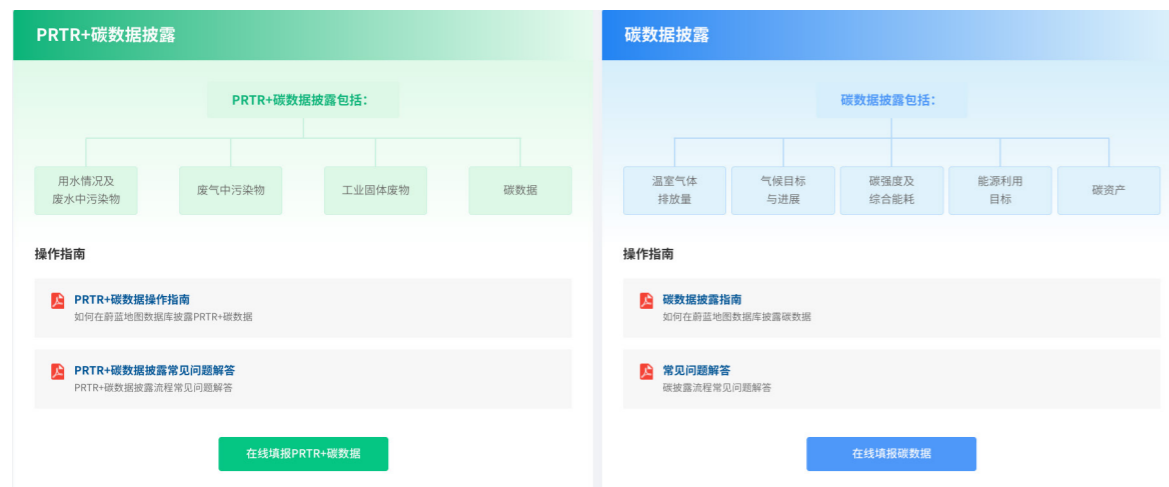 PRTR+碳数据披露
PRTR+碳数据披露包括：
用水情况及
废水中污染物
废气中污染物
工业固体废物
碳数据
操作指南
PRTR+碳数据操作指南
如何在蔚蓝地图数据库披露PRTR+碳数据
PRTR+碳数据披露常见问题解答
PRTR+碳数据披露流程常见问题解答
在线填报PRTR+碳数据
碳数据披露
碳数据披露包括：
温室气体
排放量
气候目标
与进展
碳强度及
综合能耗
能源利用
目标
碳资产
操作指南
碳数据披露指南
如何在蔚蓝地图数据库披露碳数据
常见问题解答
碳披露流程常见问题解答
在线填报碳数据